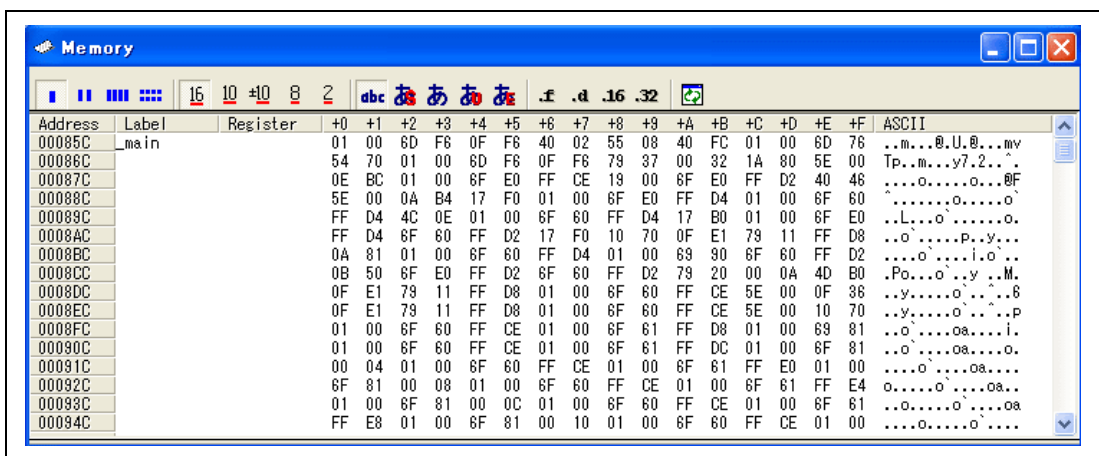 Memory
16 10 ±10 8 2 abc あS あ あJ あE .f .d .16 .32
Address Label Register +0 +1 +2 +3 +4 +5 +6 +7 +8 +9 +A +B +C +D +E +F ASCII
00085C _main 01 00 6D F6 0F F6 40 02 55 08 40 FC 01 00 6D 76 ..m...@.U.@...mv
00086C 54 70 01 00 6D F6 0F F6 79 37 00 32 1A 80 5E 00 Tp..m...y7.2..^.
00087C 0E BC 01 00 6F E0 FF CE 19 00 6F E0 FF D2 40 46 ....o.....o...@F
00088C 5E 00 0A B4 17 F0 01 00 6F E0 FF D4 01 00 6F 60 ^.......o.....o`
00089C FF D4 4C 0E 01 00 6F 60 FF D4 17 B0 01 00 6F E0 ..L...o`......o.
0008AC FF D4 6F 60 FF D2 17 F0 10 70 0F E1 79 11 FF D8 ..o`.....p..y...
0008BC 0A 81 01 00 6F 60 FF D4 01 00 69 90 6F 60 FF D2 ....o`....i.o`..
0008CC 0B 50 6F E0 FF D2 6F 60 FF D2 79 20 00 0A 4D B0 .Po...o`..y ..M.
0008DC 0F E1 79 11 FF D8 01 00 6F 60 FF CE 5E 00 0F 36 ..y.....o`..^..6
0008EC 0F E1 79 11 FF D8 01 00 6F 60 FF CE 5E 00 10 70 ..y.....o`..^..p
0008FC 01 00 6F 60 FF CE 01 00 6F 61 FF D8 01 00 69 81 ..o`....oa....i.
00090C 01 00 6F 60 FF CE 01 00 6F 61 FF DC 01 00 6F 81 ..o`....oa....o.
00091C 00 04 01 00 6F 60 FF CE 01 00 6F 61 FF E0 01 00 ....o`....oa....
00092C 6F 81 00 08 01 00 6F 60 FF CE 01 00 6F 61 FF E4 o.....o`....oa..
00093C 01 00 6F 81 00 0C 01 00 6F 60 FF CE 01 00 6F 61 ..o.....o`....oa
00094C FF E8 01 00 6F 81 00 10 01 00 6F 60 FF CE 01 00 ....o.....o`....